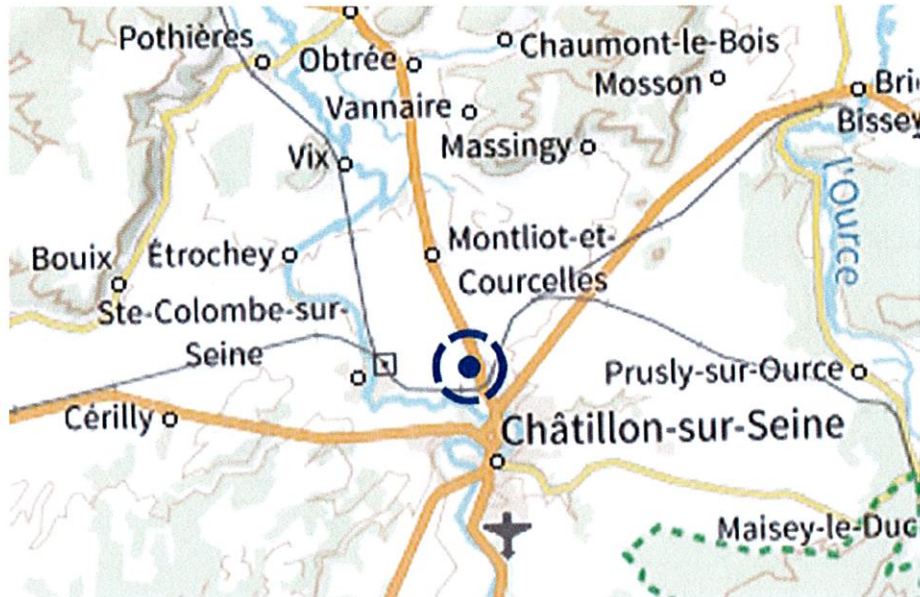 Pothières
Obtrée
Chaumont-le-Bois
Mosson
Bri
Vannaire
Bissey
Massingy
Vix
l'Ource
Montliot-et-
Courcelles
Bouix
Étrochey
Ste-Colombe-sur-
Seine
Prusly-sur-Ource
Cérilly
Châtillon-sur-Seine
Maisey-le-Duc